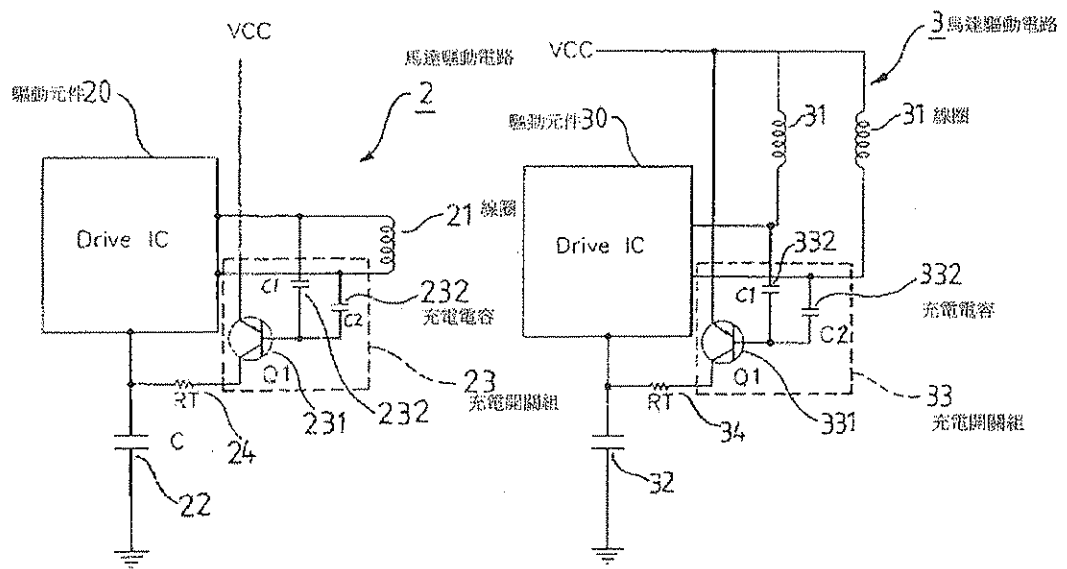 VCC
馬達驅動電路
2
驅動元件20
Drive IC
21 線圈
C1
C2
232
充電電容
Q1
23
充電開關組
RT
231
232
C
24
22
3馬達驅動電路
VCC
31
31 線圈
驅動元件30
Drive IC
332
C1
332
充電電容
C2
Q1
RT
33
充電開關組
34
331
32